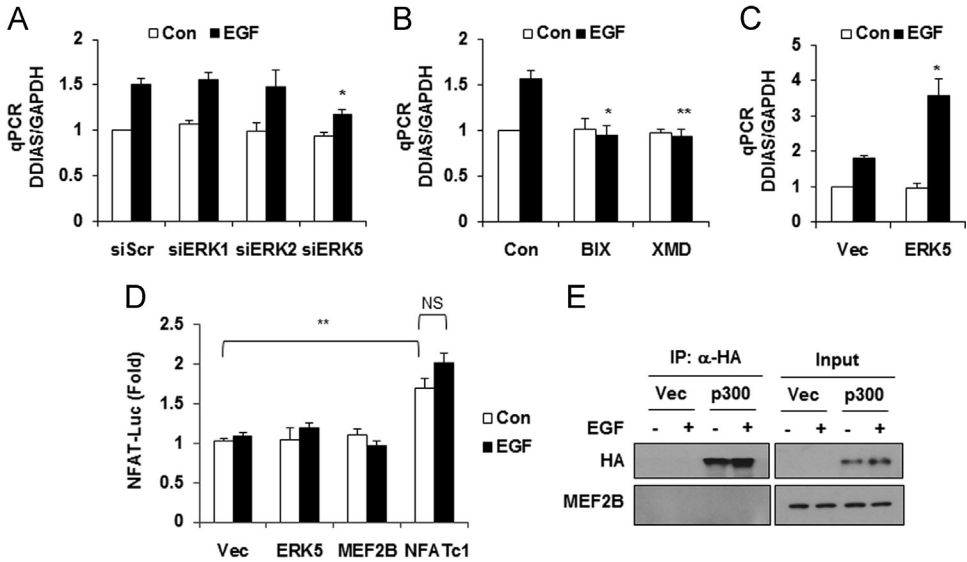 A
Con EGF
qPCR
DDIAS/GAPDH
2
1.5
1
0.5
0
*
siScr siERK1 siERK2 siERK5
B
Con EGF
qPCR
DDIAS/GAPDH
2
1.5
1
0.5
0
* **
Con BIX XMD
C
Con EGF
qPCR
DDIAS/GAPDH
5
4
3
2
1
0
*
Vec ERK5
D
NFAT-Luc (Fold)
2.5
2
1.5
1
0.5
0
**
NS
Con
EGF
Vec ERK5 MEF2B NFATc1
E
IP: α-HA Input
Vec p300 Vec p300
EGF - + - + - + - +
HA
MEF2B